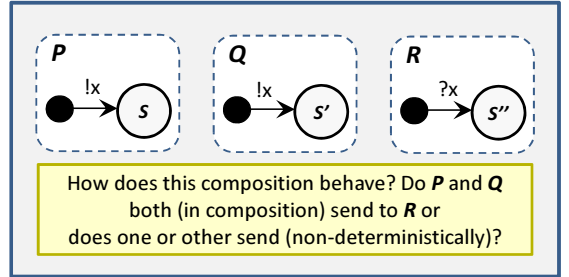 P Q R
!x !x ?x
S S' S''
How does this composition behave? Do P and Q
both (in composition) send to R or
does one or other send (non-deterministically)?